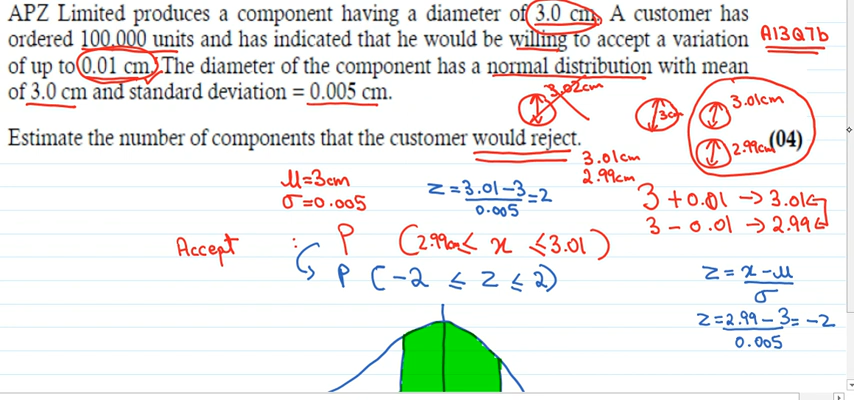 APZ Limited produces a component having a diameter of 3.0 cm. A customer has
ordered 100,000 units and has indicated that he would be willing to accept a variation
A13Q7b
of up to 0.01 cm. The diameter of the component has a normal distribution with mean
of 3.0 cm and standard deviation = 0.005 cm.
3.02cm
3cm
3.01cm
2.99cm
Estimate the number of components that the customer would reject.
(04)
3.01cm
2.99cm
μ=3cm
σ=0.005
z=3.01-3=2
0.005
3+0.01→3.01
3-0.01→2.99
Accept : P (2.99cm≤ x ≤3.01)
P (-2 ≤ z ≤ 2)
z=x-μ
σ
z=2.99-3=-2
0.005